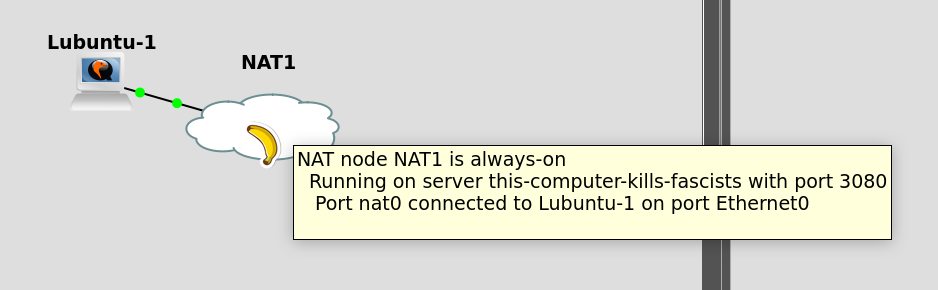 Lubuntu-1
NAT1
NAT node NAT1 is always-on
Running on server this-computer-kills-fascists with port 3080
Port nat0 connected to Lubuntu-1 on port Ethernet0